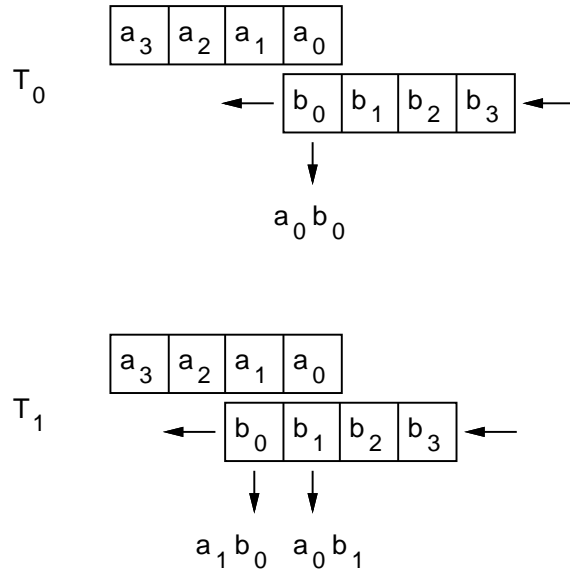 a₃ a₂ a₁ a₀
T₀
b₀ b₁ b₂ b₃
a₀b₀
a₃ a₂ a₁ a₀
T₁
b₀ b₁ b₂ b₃
a₁b₀ a₀b₁